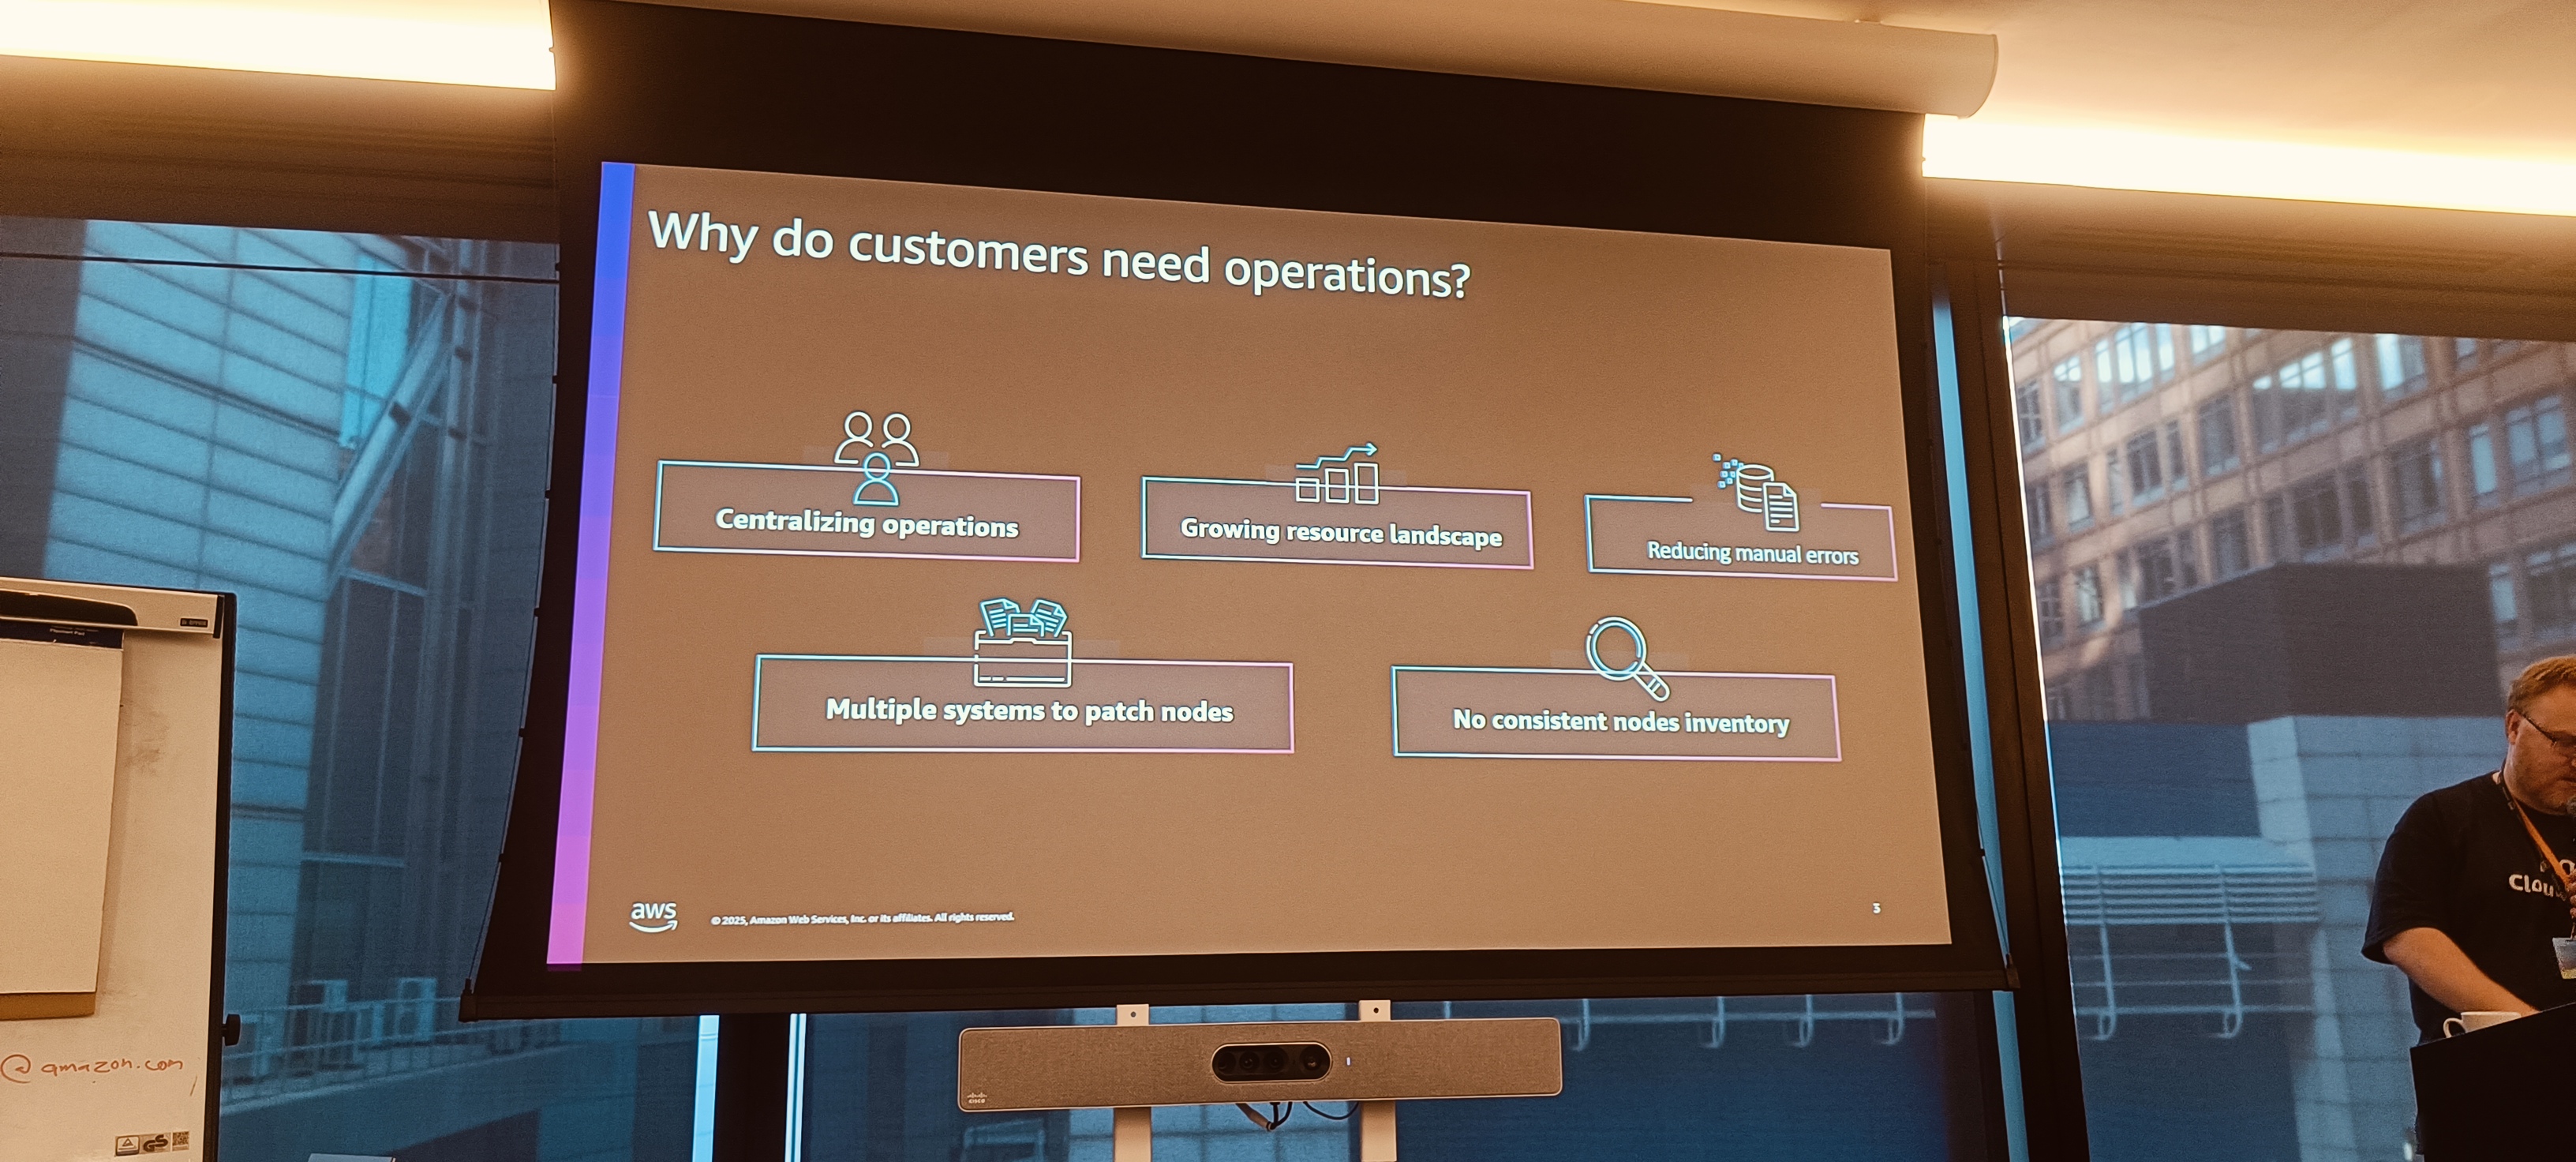 Why do customers need operations?
Centralizing operations
Growing resource landscape
Reducing manual errors
Multiple systems to patch nodes
No consistent nodes inventory
aws
© 2025, Amazon Web Services, Inc. or its affiliates. All rights reserved.
3
@amazon.com
CISCO
Clou